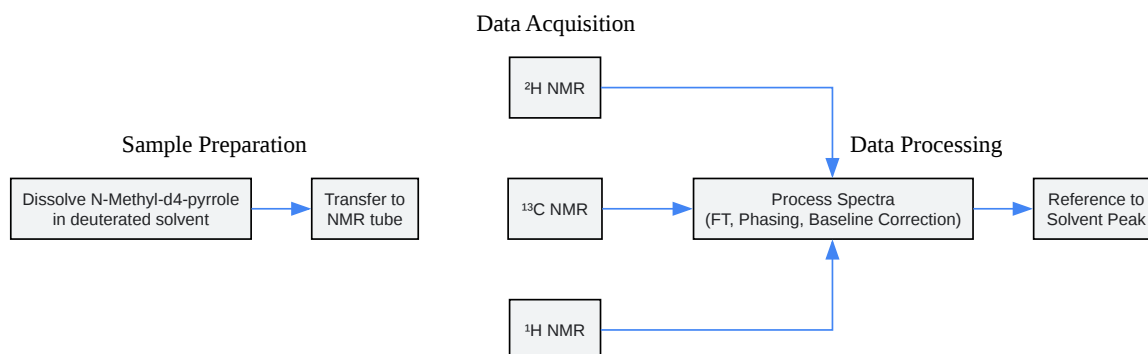 Data Acquisition
²H NMR
Sample Preparation
Data Processing
Dissolve N-Methyl-d4-pyrrole
in deuterated solvent
Transfer to
NMR tube
¹³C NMR
Process Spectra
(FT, Phasing, Baseline Correction)
Reference to
Solvent Peak
¹H NMR